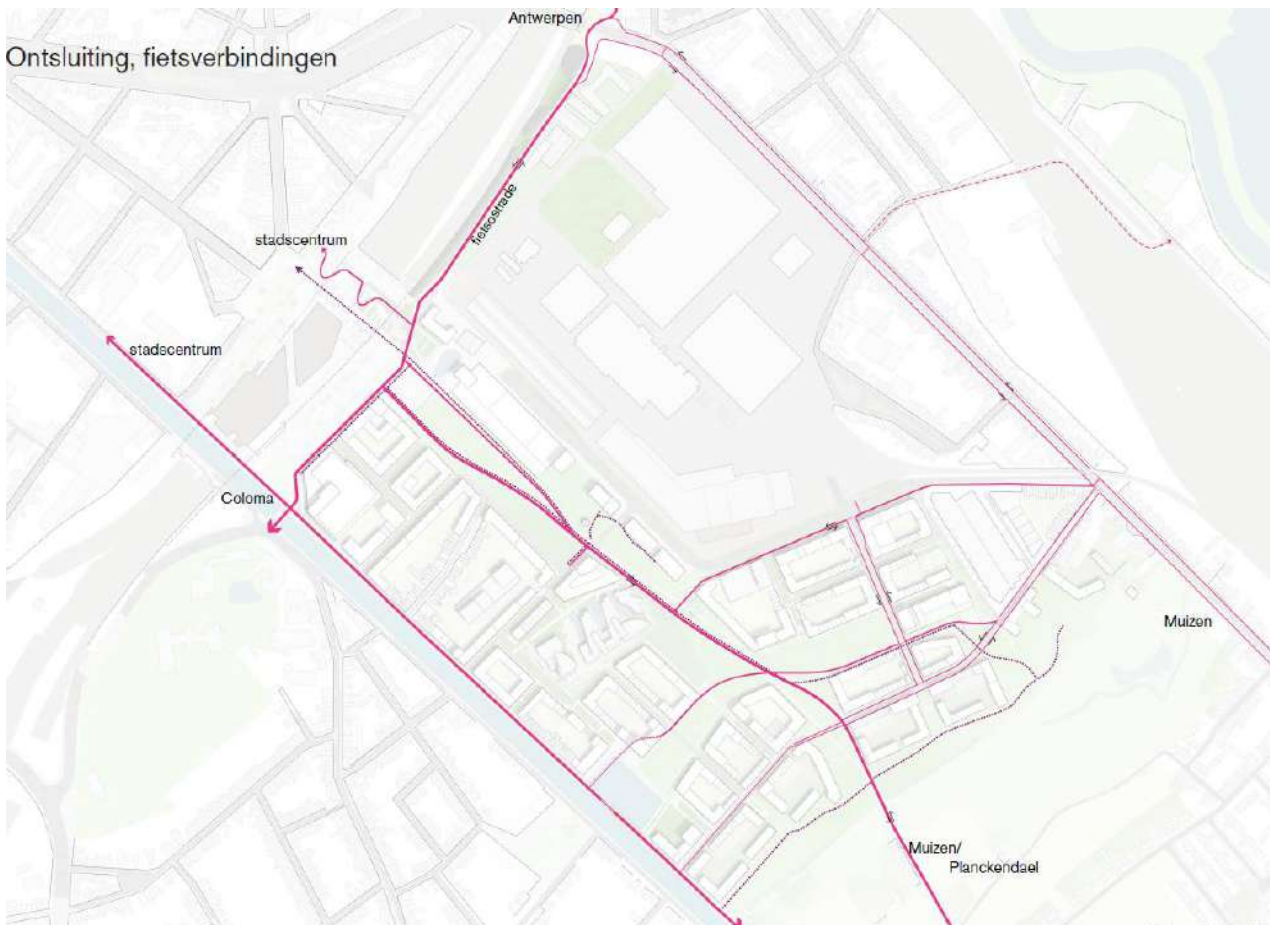 Antwerpen
Ontsluiting, fietsverbindingen
fietsostrade
stadscentrum
stadscentrum
Coloma
Muizen
Muizen/
Planckendael